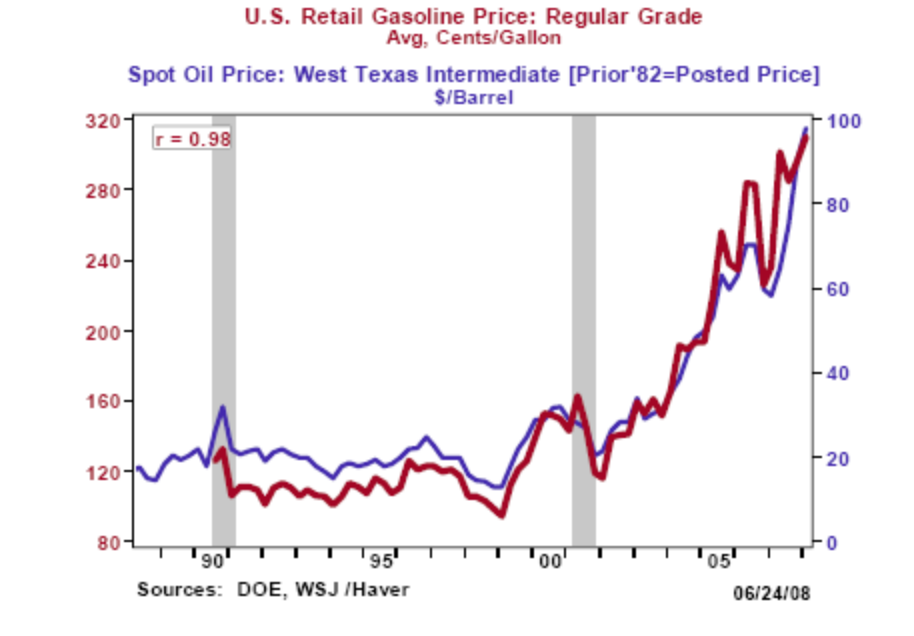 U.S. Retail Gasoline Price: Regular Grade
Avg, Cents/Gallon
Spot Oil Price: West Texas Intermediate [Prior'82=Posted Price]
$/Barrel
320 100
r = 0.98
280 80
240 60
200 40
160
120 20
80 0
90 95 00 05
Sources: DOE, WSJ /Haver 06/24/08